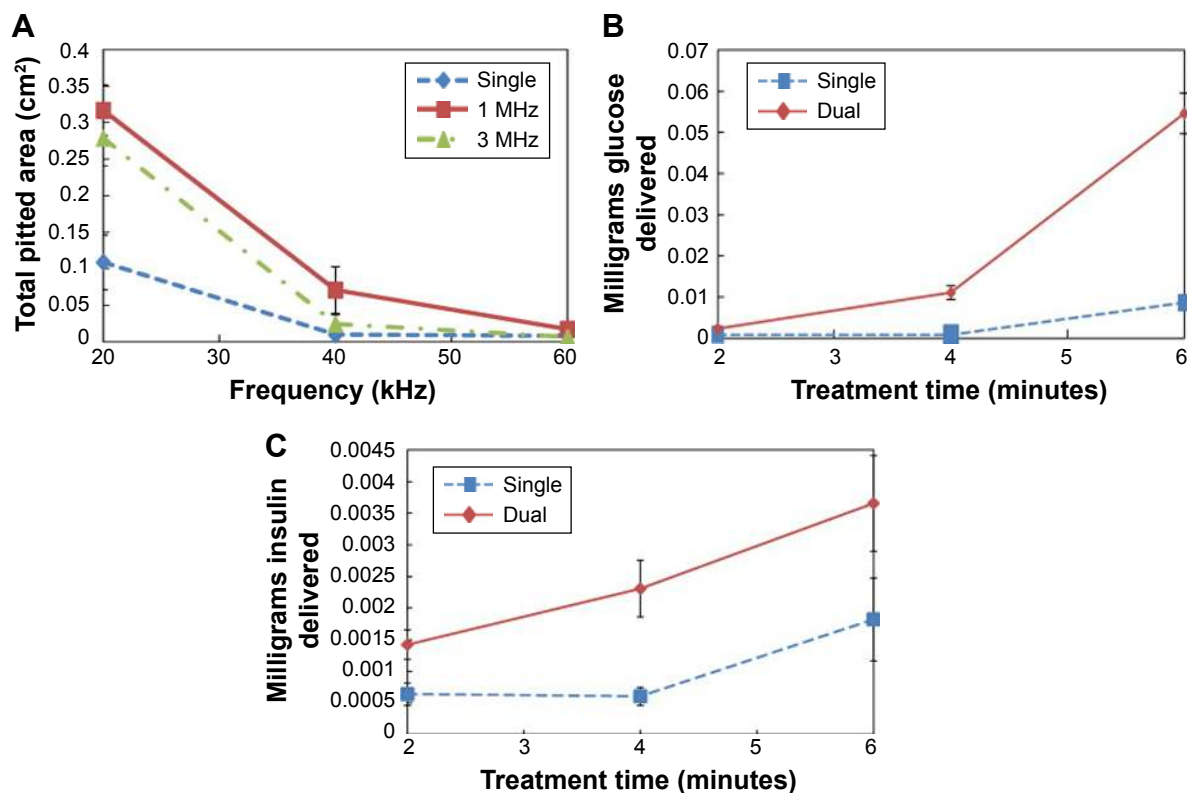 A
Total pitted area (cm²)
0.4
0.35
0.3
0.25
0.2
0.15
0.1
0.05
0
20
30
40
50
60
Frequency (kHz)
Single
1 MHz
3 MHz
B
Milligrams glucose
delivered
0.07
0.06
0.05
0.04
0.03
0.02
0.01
0
2
3
4
5
6
Treatment time (minutes)
Single
Dual
C
Milligrams insulin
delivered
0.0045
0.004
0.0035
0.003
0.0025
0.002
0.0015
0.001
0.0005
0
2
3
4
5
6
Treatment time (minutes)
Single
Dual